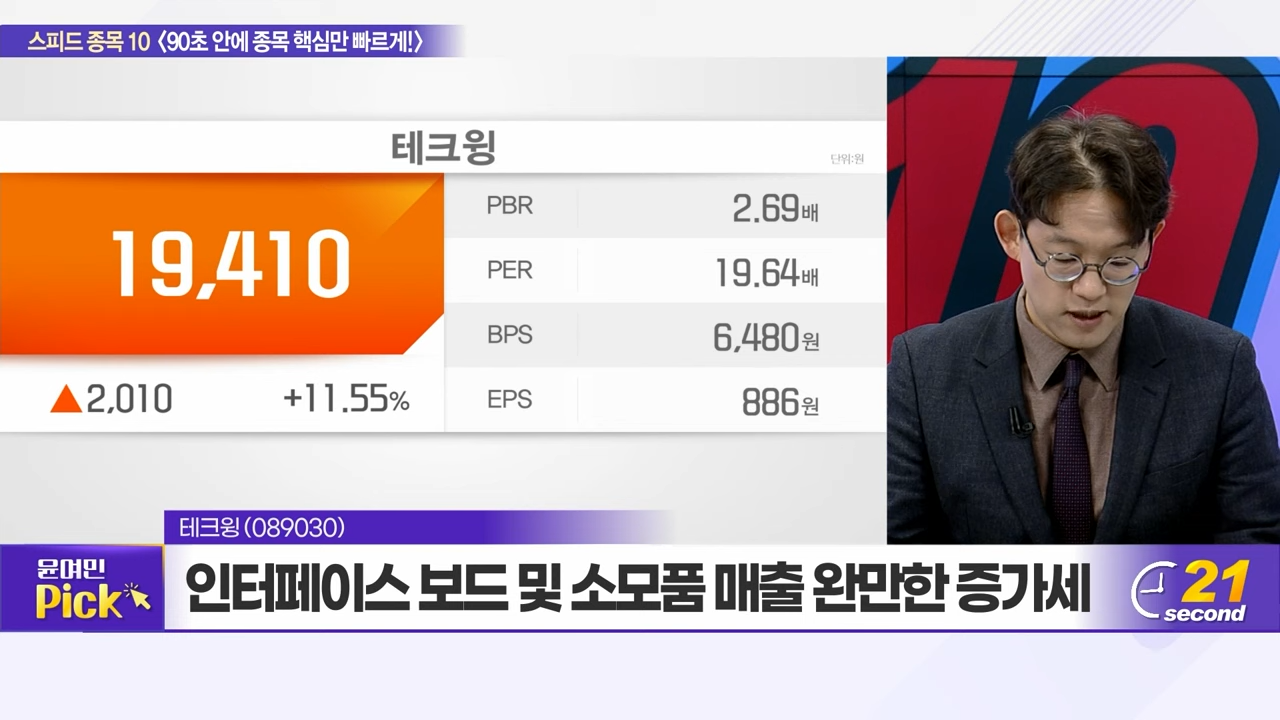 스피드 종목 10 〈90초 안에 종목 핵심만 빠르게!〉
테크윙
단위:원
19,410
▲2,010 +11.55%
PBR 2.69배
PER 19.64배
BPS 6,480원
EPS 886원
테크윙(089030)
윤여민
Pick
인터페이스 보드 및 소모품 매출 완만한 증가세
21
second
10